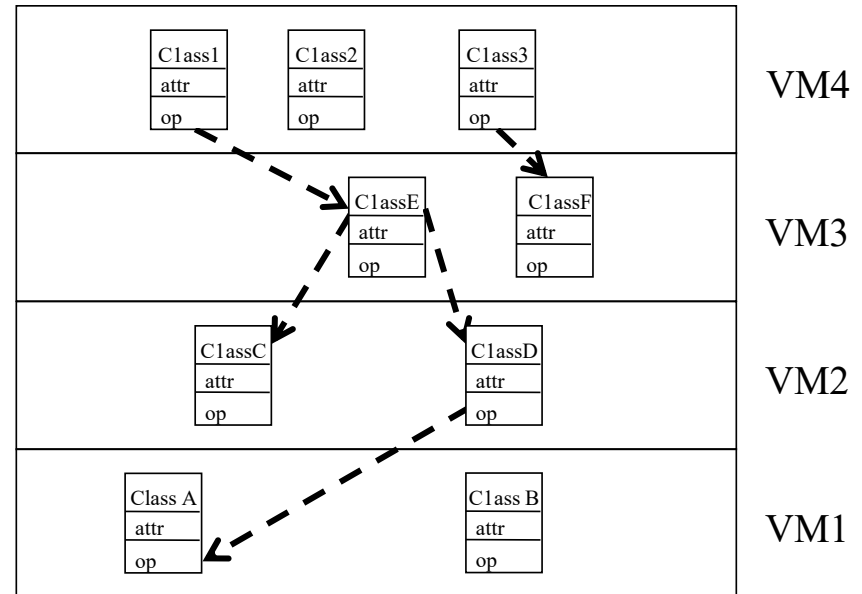 C1ass1
attr
op
C1ass2
attr
op
C1ass3
attr
op
VM4
C1assE
attr
op
C1assF
attr
op
VM3
C1assC
attr
op
C1assD
attr
op
VM2
Class A
attr
op
C1ass B
attr
op
VM1